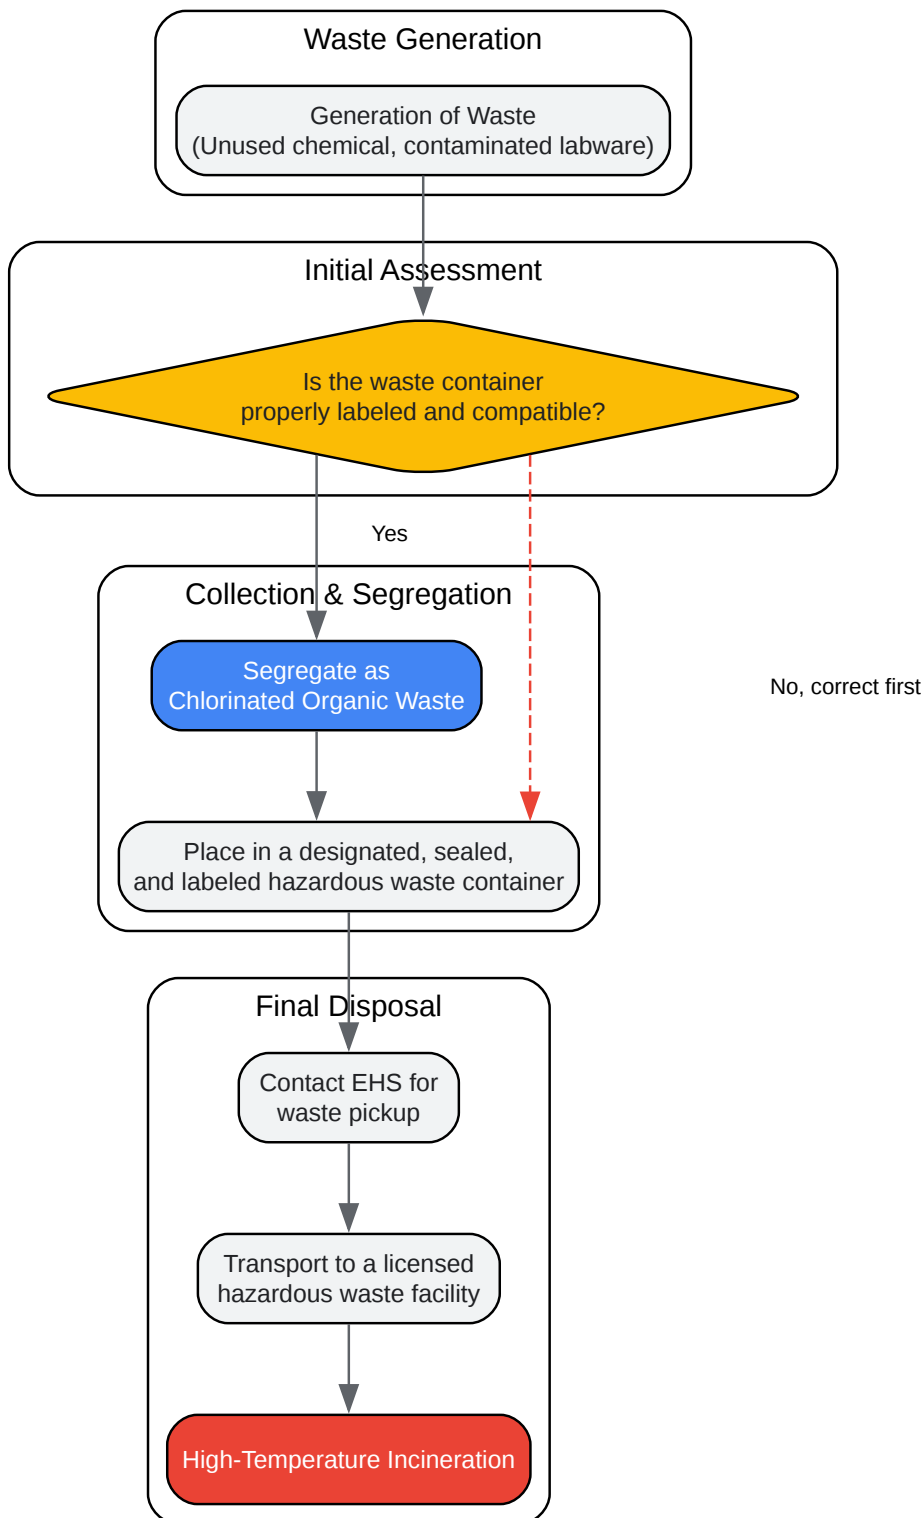 Waste Generation
Generation of Waste
(Unused chemical, contaminated labware)
Initial Assessment
Is the waste container
properly labeled and compatible?
Yes
Collection & Segregation
Segregate as
Chlorinated Organic Waste
No, correct first
Place in a designated, sealed,
and labeled hazardous waste container
Final Disposal
Contact EHS for
waste pickup
Transport to a licensed
hazardous waste facility
High-Temperature Incineration